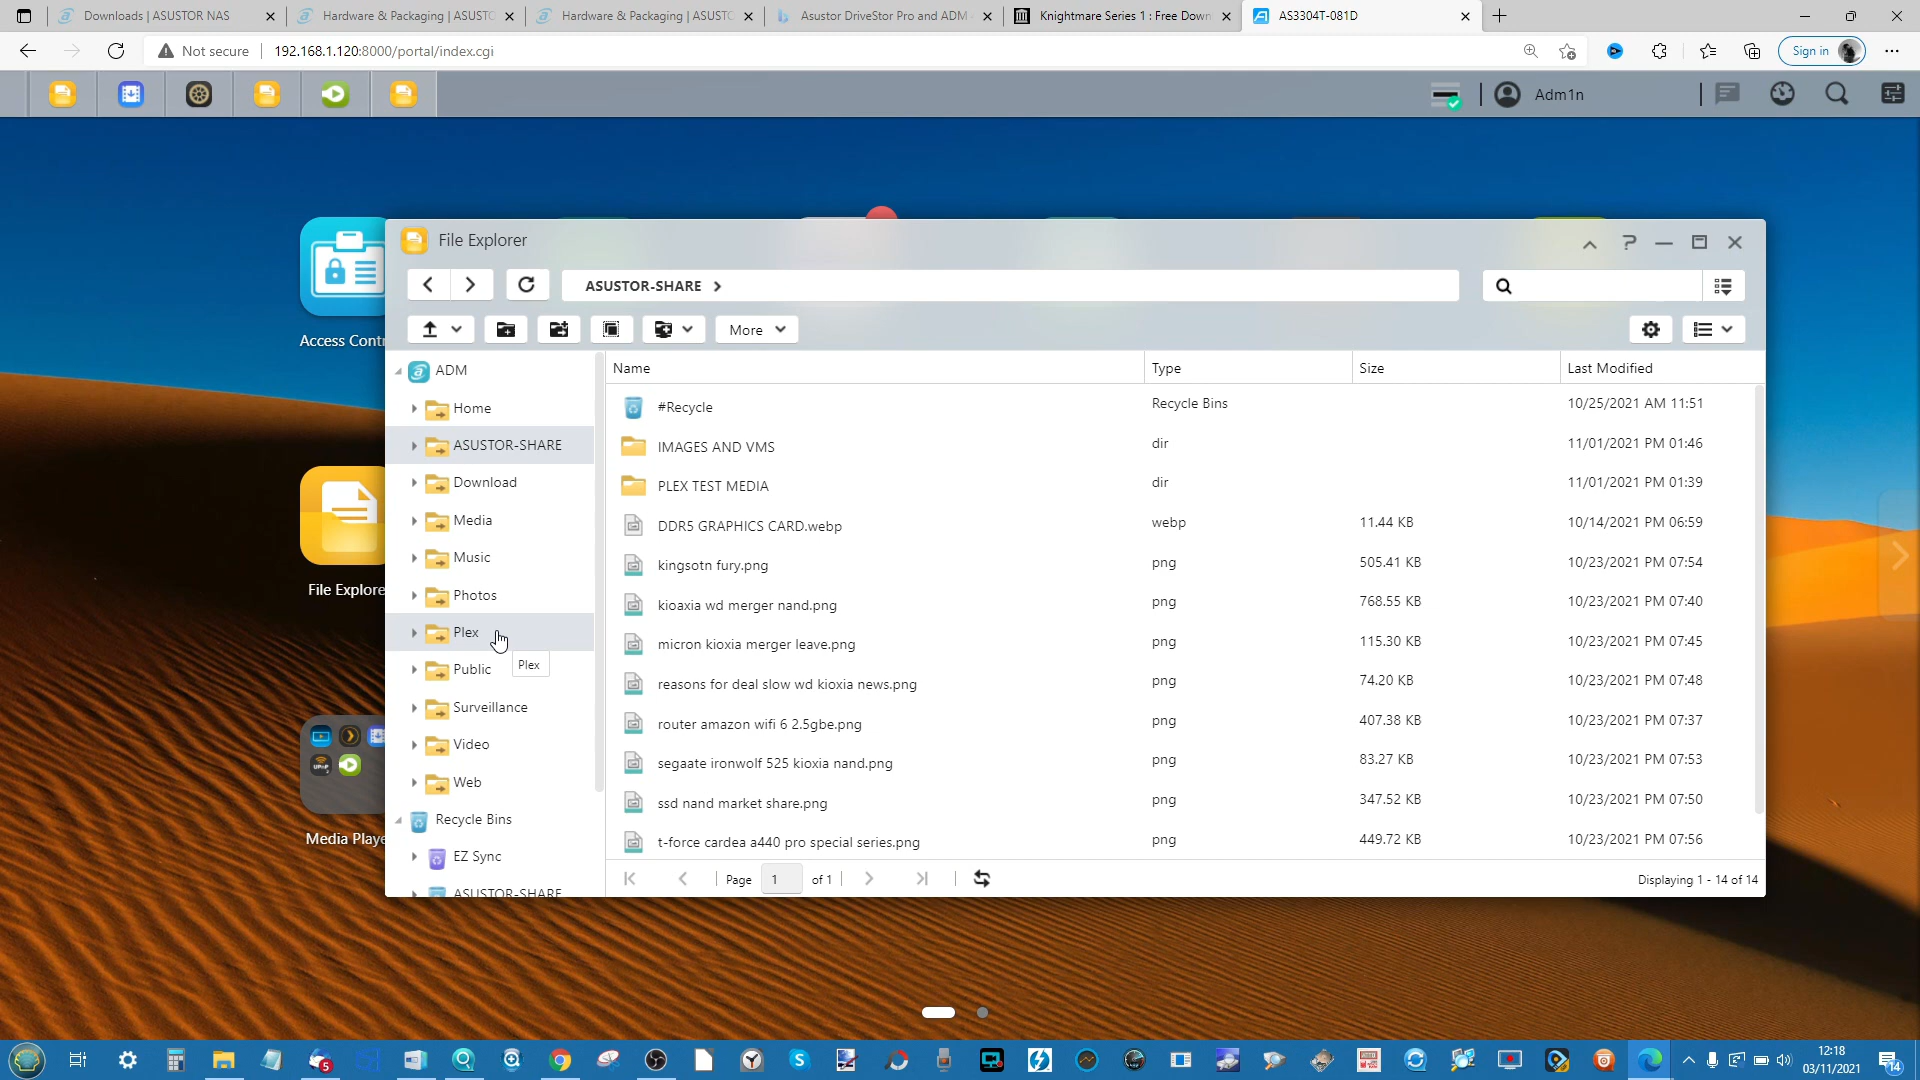 Downloads | ASUSTOR NAS
Hardware & Packaging | ASUSTO
Hardware & Packaging | ASUSTO
Asustor DriveStor Pro and ADM
Knightmare Series 1 : Free Down
AS3304T-081D
Not secure
192.168.1.120:8000/portal/index.cgi
Sign in
Adm1n
File Explorer
ASUSTOR-SHARE
More
Access Contr
File Explore
Media Playe
ADM
Home
ASUSTOR-SHARE
Download
Media
Music
Photos
Plex
Plex
Public
Surveillance
Video
Web
Recycle Bins
EZ Sync
ASUSTOR-SHARE
Name Type Size Last Modified
#Recycle Recycle Bins 10/25/2021 AM 11:51
IMAGES AND VMS dir 11/01/2021 PM 01:46
PLEX TEST MEDIA dir 11/01/2021 PM 01:39
DDR5 GRAPHICS CARD.webp webp 11.44 KB 10/14/2021 PM 06:59
kingsotn fury.png png 505.41 KB 10/23/2021 PM 07:54
kioaxia wd merger nand.png png 768.55 KB 10/23/2021 PM 07:40
micron kioxia merger leave.png png 115.30 KB 10/23/2021 PM 07:45
reasons for deal slow wd kioxia news.png png 74.20 KB 10/23/2021 PM 07:48
router amazon wifi 6 2.5gbe.png png 407.38 KB 10/23/2021 PM 07:37
segaate ironwolf 525 kioxia nand.png png 83.27 KB 10/23/2021 PM 07:53
ssd nand market share.png png 347.52 KB 10/23/2021 PM 07:50
t-force cardea a440 pro special series.png png 449.72 KB 10/23/2021 PM 07:56
Page 1 of 1
Displaying 1 - 14 of 14
5
12:18
03/11/2021
14